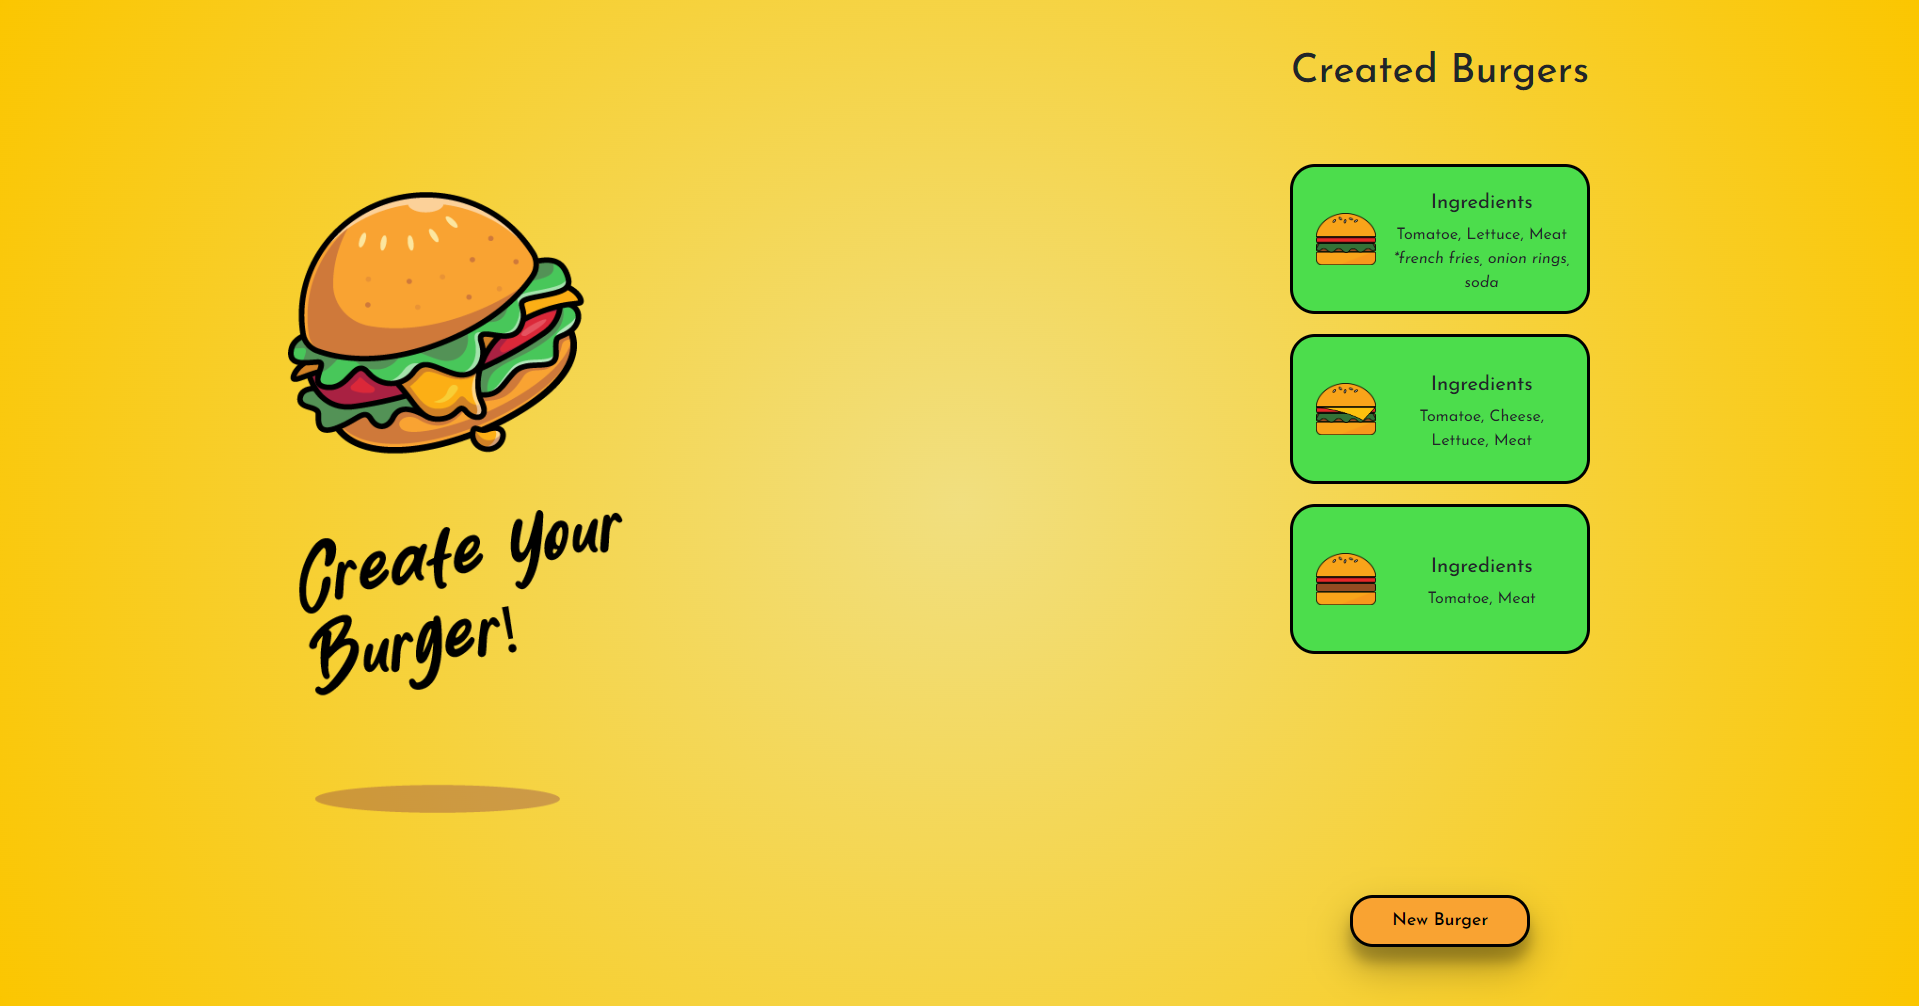 Create Your
Burger!
Created Burgers
Ingredients
Tomatoe, Lettuce, Meat
*french fries, onion rings,
soda
Ingredients
Tomatoe, Cheese,
Lettuce, Meat
Ingredients
Tomatoe, Meat
New Burger